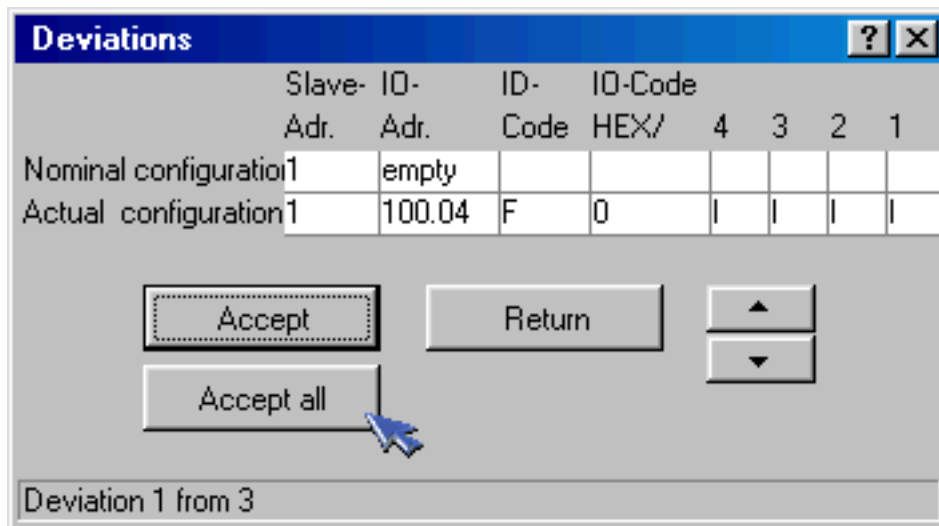 Deviations ? ×
Slave- IO- ID- IO-Code
Adr. Adr. Code HEX/ 4 3 2 1
Nominal configuratio 1 empty
Actual configuration 1 100.04 F 0 I I I I
Accept Return
Accept all
Deviation 1 from 3